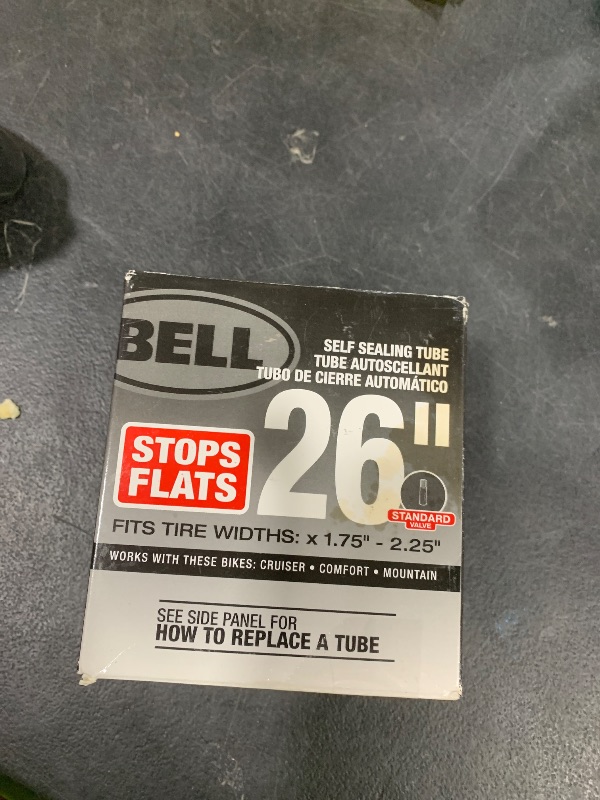 BELL
SELF SEALING TUBE
TUBE AUTOSCELLANT
TUBO DE CIERRE AUTOMÁTICO
26"
STOPS
FLATS
STANDARD
VALVE
FITS TIRE WIDTHS: x 1.75" - 2.25"
WORKS WITH THESE BIKES: CRUISER • COMFORT • MOUNTAIN
SEE SIDE PANEL FOR
HOW TO REPLACE A TUBE